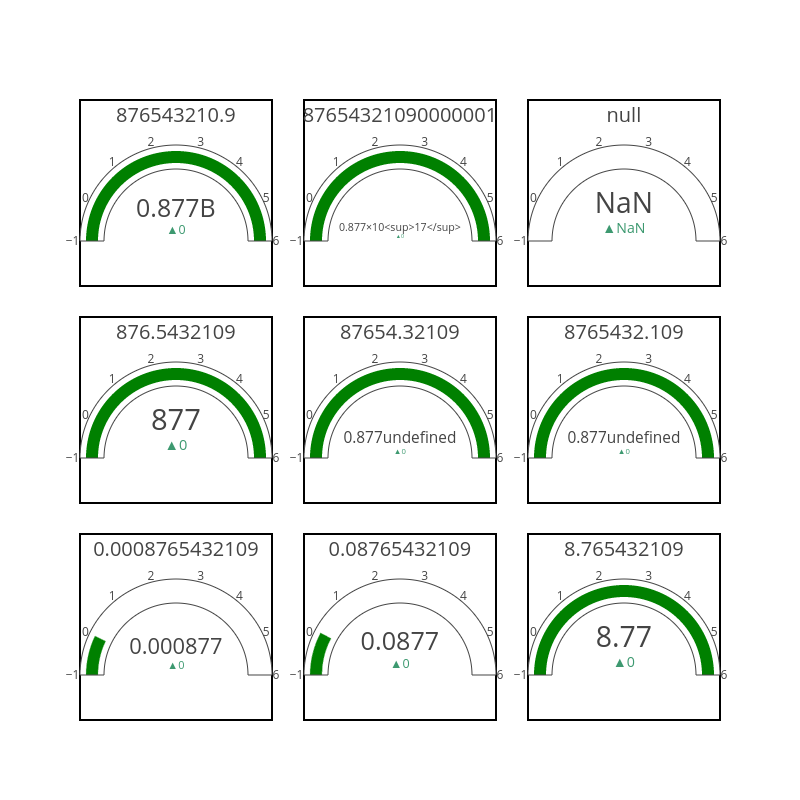 876543210.9
−1 0 1 2 3 4 5 6
0.877B
▲0
87654321090000001
−1 0 1 2 3 4 5 6
0.877×10<sup>17</sup>
▲0
null
−1 0 1 2 3 4 5 6
NaN
▲NaN
876.5432109
−1 0 1 2 3 4 5 6
877
▲0
87654.32109
−1 0 1 2 3 4 5 6
0.877undefined
▲0
8765432.109
−1 0 1 2 3 4 5 6
0.877undefined
▲0
0.0008765432109
−1 0 1 2 3 4 5 6
0.000877
▲0
0.08765432109
−1 0 1 2 3 4 5 6
0.0877
▲0
8.765432109
−1 0 1 2 3 4 5 6
8.77
▲0